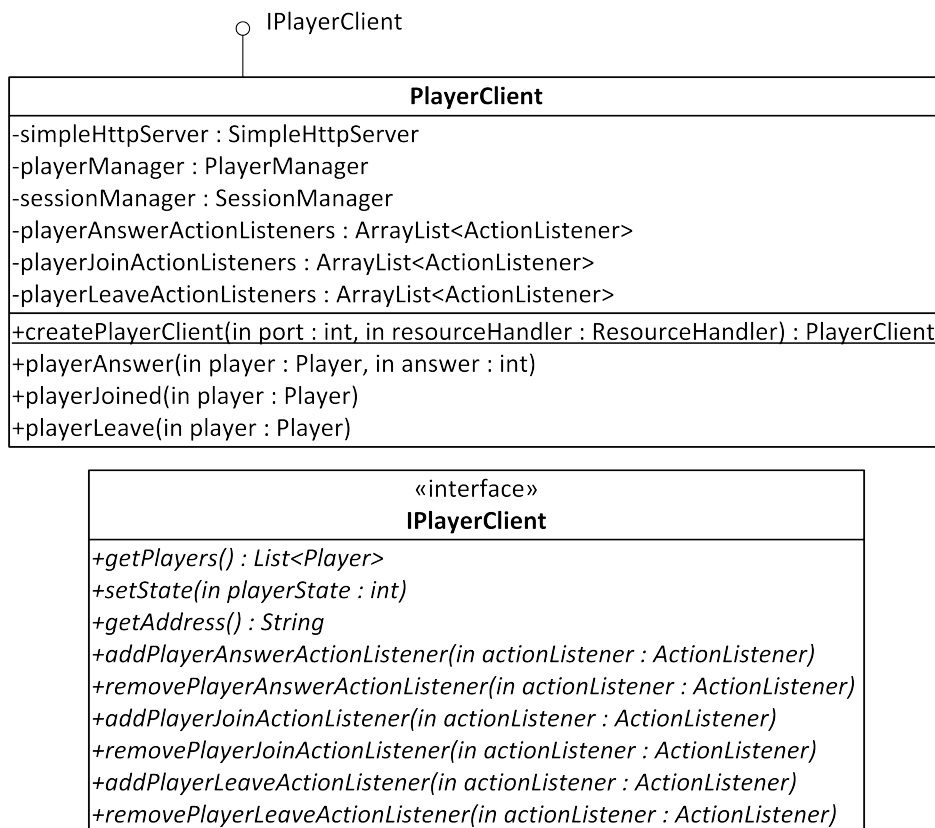 IPlayerClient
PlayerClient
-simpleHttpServer : SimpleHttpServer
-playerManager : PlayerManager
-sessionManager : SessionManager
-playerAnswerActionListeners : ArrayList<ActionListener>
-playerJoinActionListeners : ArrayList<ActionListener>
-playerLeaveActionListeners : ArrayList<ActionListener>
+createPlayerClient(in port : int, in resourceHandler : ResourceHandler) : PlayerClient
+playerAnswer(in player : Player, in answer : int)
+playerJoined(in player : Player)
+playerLeave(in player : Player)
«interface»
IPlayerClient
+getPlayers() : List<Player>
+setState(in playerState : int)
+getAddress() : String
+addPlayerAnswerActionListener(in actionListener : ActionListener)
+removePlayerAnswerActionListener(in actionListener : ActionListener)
+addPlayerJoinActionListener(in actionListener : ActionListener)
+removePlayerJoinActionListener(in actionListener : ActionListener)
+addPlayerLeaveActionListener(in actionListener : ActionListener)
+removePlayerLeaveActionListener(in actionListener : ActionListener)